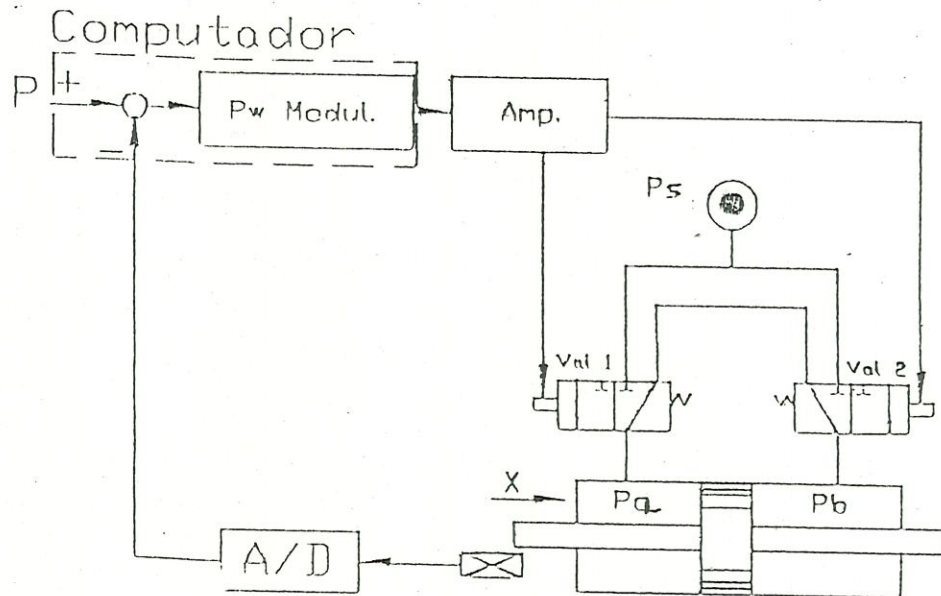 Computador
P +
Pw Modul.
Amp.
−
Ps
Val 1
Val 2
X
Pa
Pb
A/D